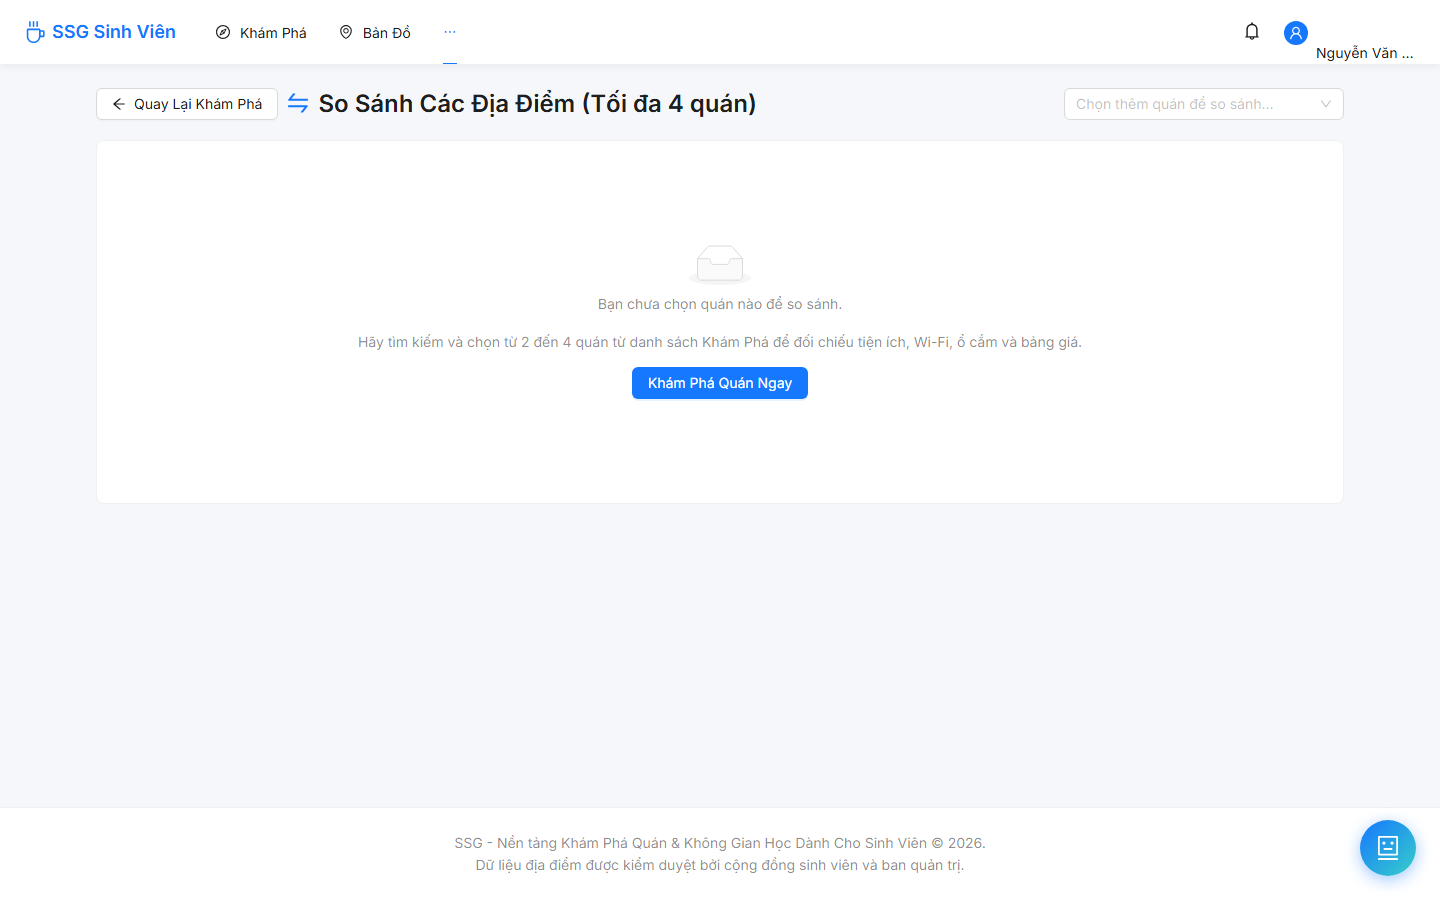 SSG Sinh Viên
Khám Phá
Bản Đồ
...
Nguyễn Văn ...
Quay Lại Khám Phá
So Sánh Các Địa Điểm (Tối đa 4 quán)
Chọn thêm quán để so sánh...
Bạn chưa chọn quán nào để so sánh.
Hãy tìm kiếm và chọn từ 2 đến 4 quán từ danh sách Khám Phá để đối chiếu tiện ích, Wi-Fi, ổ cắm và bảng giá.
Khám Phá Quán Ngay
SSG - Nền tảng Khám Phá Quán & Không Gian Học Dành Cho Sinh Viên © 2026.
Dữ liệu địa điểm được kiểm duyệt bởi cộng đồng sinh viên và ban quản trị.